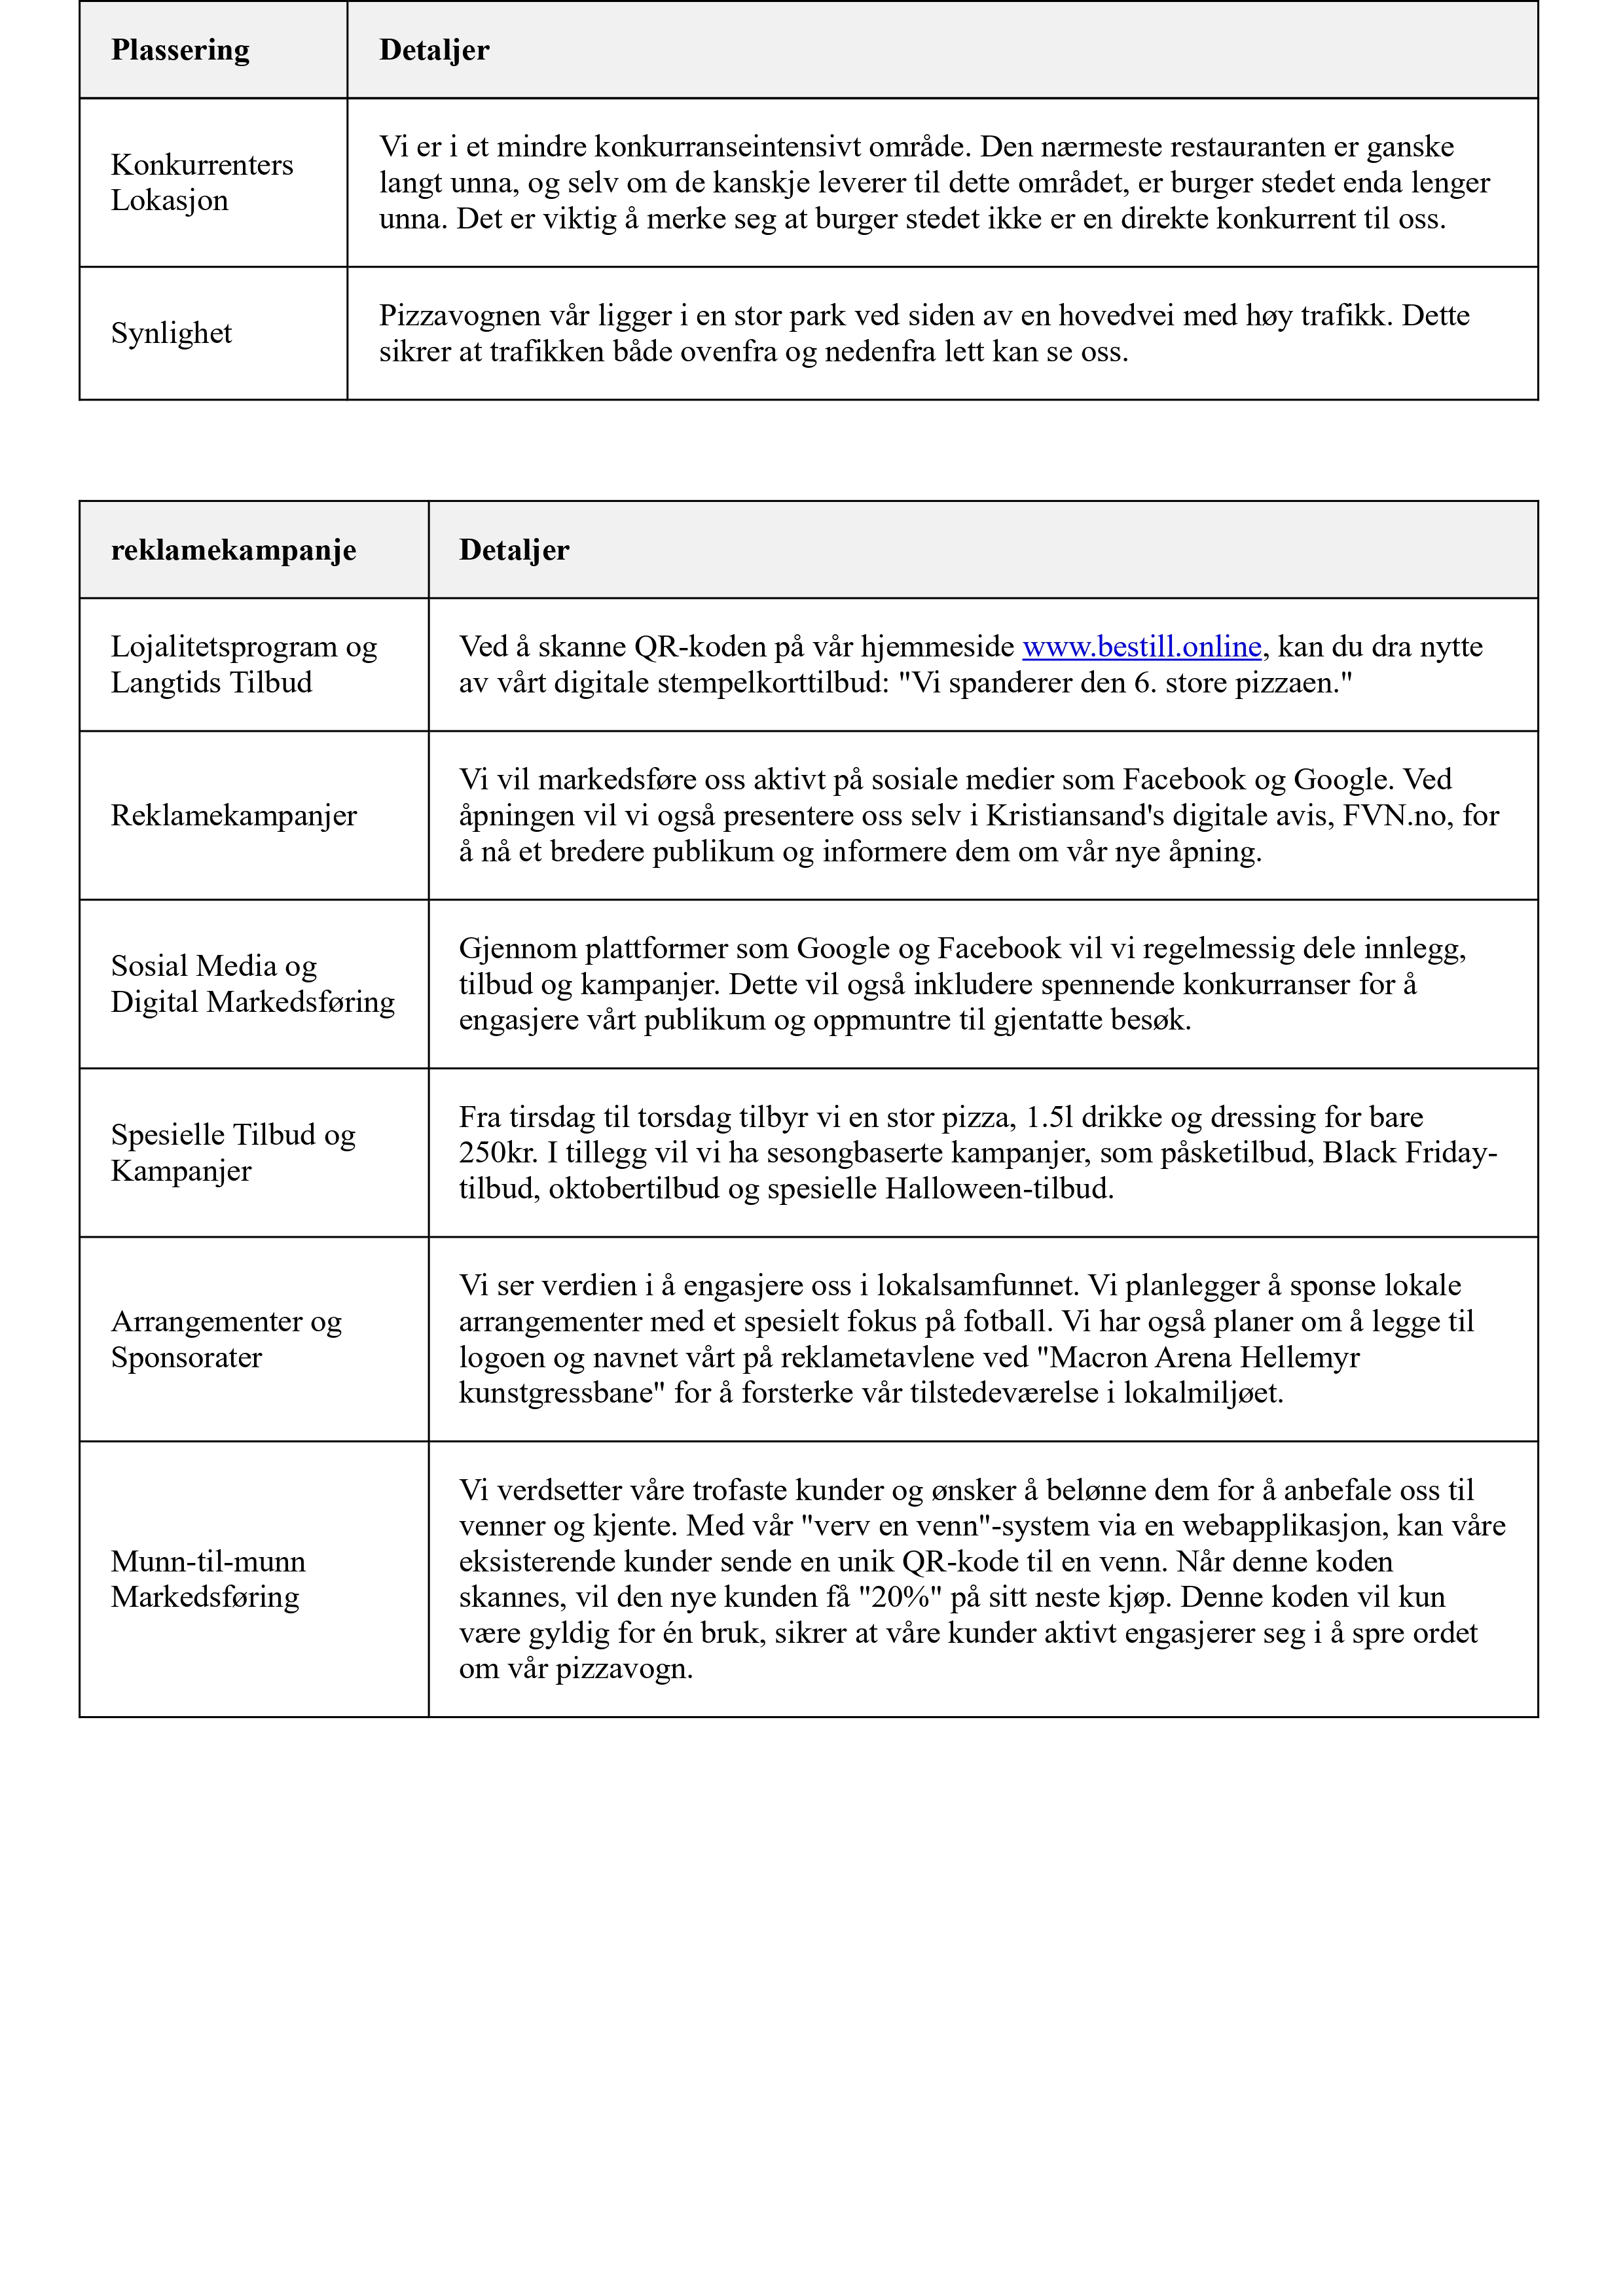 Plassering
Detaljer
Konkurrenters
Lokasjon
Vi er i et mindre konkurranseintensivt område. Den nærmeste restauranten er ganske
langt unna, og selv om de kanskje leverer til dette området, er burger stedet enda lenger
unna. Det er viktig å merke seg at burger stedet ikke er en direkte konkurrent til oss.
Synlighet
Pizzavognen vår ligger i en stor park ved siden av en hovedvei med høy trafikk. Dette
sikrer at trafikken både ovenfra og nedenfra lett kan se oss.
reklamekampanje
Detaljer
Lojalitetsprogram og
Langtids Tilbud
Ved å skanne QR-koden på vår hjemmeside www.bestill.online, kan du dra nytte
av vårt digitale stempelkorttilbud: "Vi spanderer den 6. store pizzaen."
Reklamekampanjer
Vi vil markedsføre oss aktivt på sosiale medier som Facebook og Google. Ved
åpningen vil vi også presentere oss selv i Kristiansand's digitale avis, FVN.no, for
å nå et bredere publikum og informere dem om vår nye åpning.
Sosial Media og
Digital Markedsføring
Gjennom plattformer som Google og Facebook vil vi regelmessig dele innlegg,
tilbud og kampanjer. Dette vil også inkludere spennende konkurranser for å
engasjere vårt publikum og oppmuntre til gjentatte besøk.
Spesielle Tilbud og
Kampanjer
Fra tirsdag til torsdag tilbyr vi en stor pizza, 1.5l drikke og dressing for bare
250kr. I tillegg vil vi ha sesongbaserte kampanjer, som påsketilbud, Black Friday-
tilbud, oktobertilbud og spesielle Halloween-tilbud.
Arrangementer og
Sponsorater
Vi ser verdien i å engasjere oss i lokalsamfunnet. Vi planlegger å sponse lokale
arrangementer med et spesielt fokus på fotball. Vi har også planer om å legge til
logoen og navnet vårt på reklametavlene ved "Macron Arena Hellemyr
kunstgressbane" for å forsterke vår tilstedeværelse i lokalmiljøet.
Munn-til-munn
Markedsføring
Vi verdsetter våre trofaste kunder og ønsker å belønne dem for å anbefale oss til
venner og kjente. Med vår "verv en venn"-system via en webapplikasjon, kan våre
eksisterende kunder sende en unik QR-kode til en venn. Når denne koden
skannes, vil den nye kunden få "20%" på sitt neste kjøp. Denne koden vil kun
være gyldig for én bruk, sikrer at våre kunder aktivt engasjerer seg i å spre ordet
om vår pizzavogn.